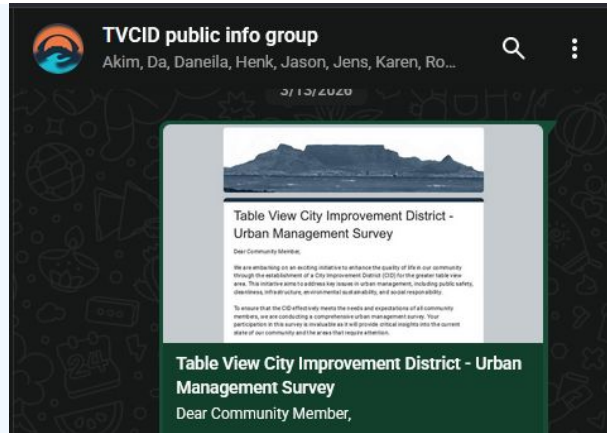 TVCID public info group
Akim, Da, Daneila, Henk, Jason, Jens, Karen, Ro...
3/13/2026
Table View City Improvement District -
Urban Management Survey
Dear Community Member,
We are embarking on an exciting initiative to enhance the quality of life in our community
through the establishment of a City Improvement District (CID) for the greater table view
area. This initiative aims to address key issues in urban management, including public safety,
cleanliness, infrastructure, environmental sustainability, and social responsibility.
To ensure that the CID effectively meets the needs and expectations of all community
members, we are conducting a comprehensive urban management survey. Your
participation in this survey is invaluable as it will provide critical insights into the current
state of our community and the areas that require attention.
Table View City Improvement District - Urban
Management Survey
Dear Community Member,